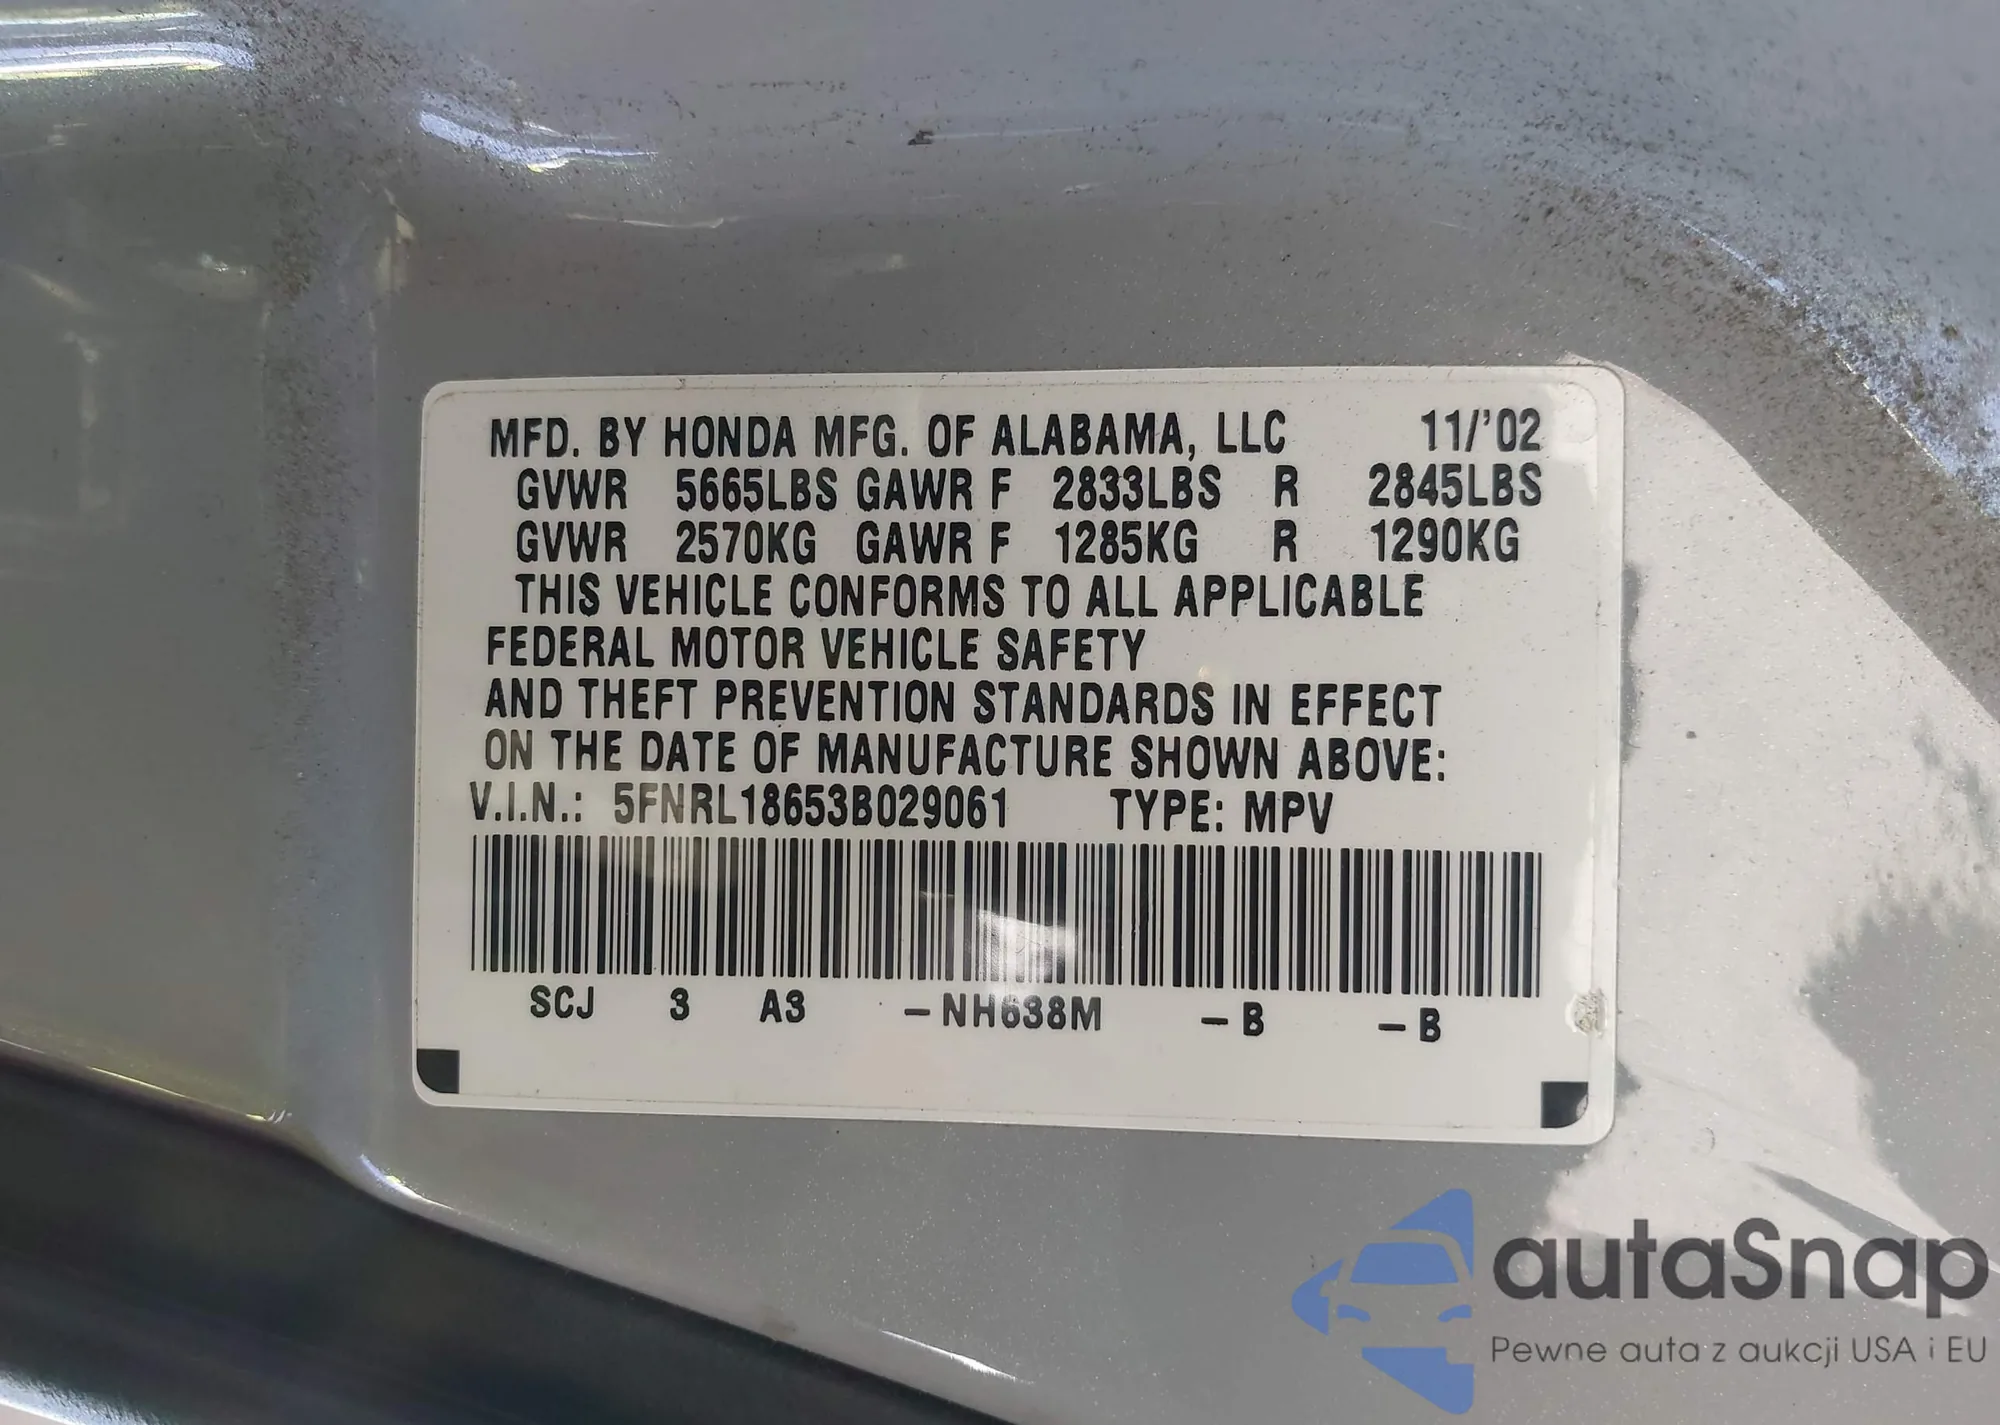 MFD. BY HONDA MFG. OF ALABAMA, LLC 11/'02
GVWR 5665LBS GAWR F 2833LBS R 2845LBS
GVWR 2570KG GAWR F 1285KG R 1290KG
THIS VEHICLE CONFORMS TO ALL APPLICABLE
FEDERAL MOTOR VEHICLE SAFETY
AND THEFT PREVENTION STANDARDS IN EFFECT
ON THE DATE OF MANUFACTURE SHOWN ABOVE:
V.I.N.: 5FNRL18653B029061 TYPE: MPV
SCJ 3 A3 -NH638M -B -B
autaSnap
Pewne auta z aukcji USA i EU